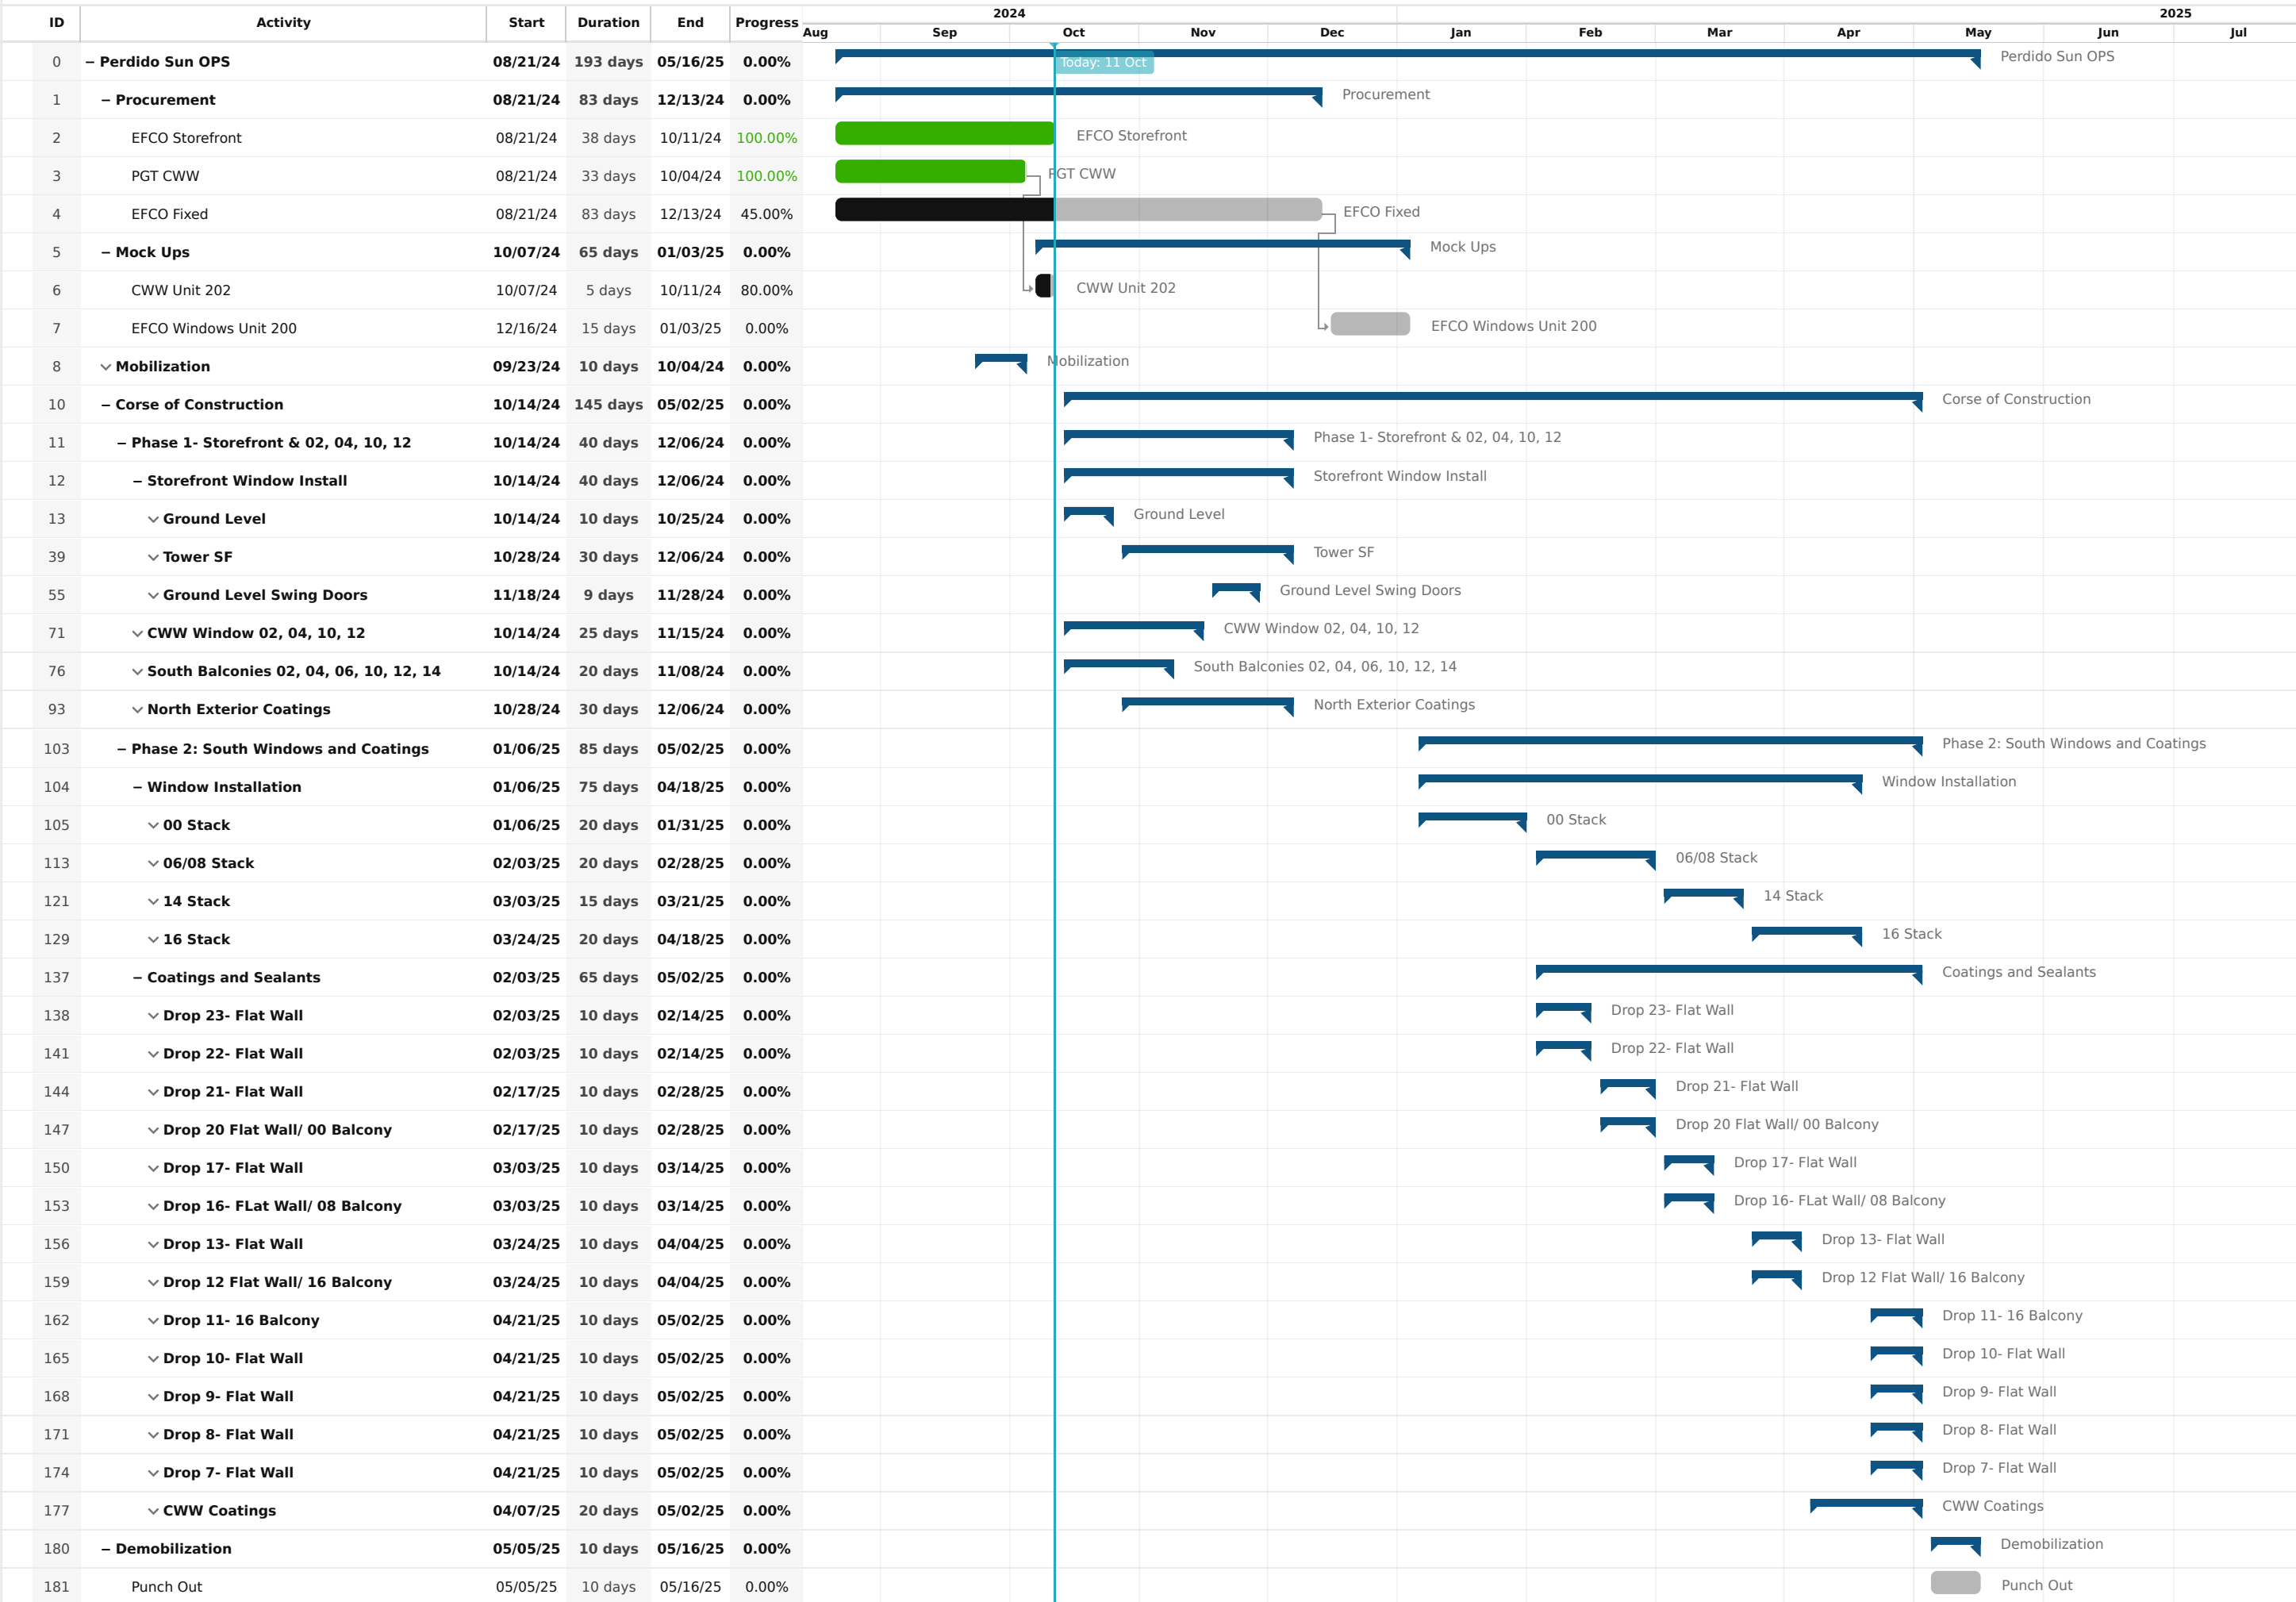 ID Activity Start Duration End Progress 2024 2025
Aug Sep Oct Nov Dec Jan Feb Mar Apr May Jun Jul
0 − Perdido Sun OPS 08/21/24 193 days 05/16/25 0.00% Today: 11 Oct Perdido Sun OPS
1 − Procurement 08/21/24 83 days 12/13/24 0.00% Procurement
2 EFCO Storefront 08/21/24 38 days 10/11/24 100.00% EFCO Storefront
3 PGT CWW 08/21/24 33 days 10/04/24 100.00% PGT CWW
4 EFCO Fixed 08/21/24 83 days 12/13/24 45.00% EFCO Fixed
5 − Mock Ups 10/07/24 65 days 01/03/25 0.00% Mock Ups
6 CWW Unit 202 10/07/24 5 days 10/11/24 80.00% CWW Unit 202
7 EFCO Windows Unit 200 12/16/24 15 days 01/03/25 0.00% EFCO Windows Unit 200
8 Mobilization 09/23/24 10 days 10/04/24 0.00% Mobilization
10 − Corse of Construction 10/14/24 145 days 05/02/25 0.00% Corse of Construction
11 − Phase 1- Storefront & 02, 04, 10, 12 10/14/24 40 days 12/06/24 0.00% Phase 1- Storefront & 02, 04, 10, 12
12 − Storefront Window Install 10/14/24 40 days 12/06/24 0.00% Storefront Window Install
13 Ground Level 10/14/24 10 days 10/25/24 0.00% Ground Level
39 Tower SF 10/28/24 30 days 12/06/24 0.00% Tower SF
55 Ground Level Swing Doors 11/18/24 9 days 11/28/24 0.00% Ground Level Swing Doors
71 CWW Window 02, 04, 10, 12 10/14/24 25 days 11/15/24 0.00% CWW Window 02, 04, 10, 12
76 South Balconies 02, 04, 06, 10, 12, 14 10/14/24 20 days 11/08/24 0.00% South Balconies 02, 04, 06, 10, 12, 14
93 North Exterior Coatings 10/28/24 30 days 12/06/24 0.00% North Exterior Coatings
103 − Phase 2: South Windows and Coatings 01/06/25 85 days 05/02/25 0.00% Phase 2: South Windows and Coatings
104 − Window Installation 01/06/25 75 days 04/18/25 0.00% Window Installation
105 00 Stack 01/06/25 20 days 01/31/25 0.00% 00 Stack
113 06/08 Stack 02/03/25 20 days 02/28/25 0.00% 06/08 Stack
121 14 Stack 03/03/25 15 days 03/21/25 0.00% 14 Stack
129 16 Stack 03/24/25 20 days 04/18/25 0.00% 16 Stack
137 − Coatings and Sealants 02/03/25 65 days 05/02/25 0.00% Coatings and Sealants
138 Drop 23- Flat Wall 02/03/25 10 days 02/14/25 0.00% Drop 23- Flat Wall
141 Drop 22- Flat Wall 02/03/25 10 days 02/14/25 0.00% Drop 22- Flat Wall
144 Drop 21- Flat Wall 02/17/25 10 days 02/28/25 0.00% Drop 21- Flat Wall
147 Drop 20 Flat Wall/ 00 Balcony 02/17/25 10 days 02/28/25 0.00% Drop 20 Flat Wall/ 00 Balcony
150 Drop 17- Flat Wall 03/03/25 10 days 03/14/25 0.00% Drop 17- Flat Wall
153 Drop 16- FLat Wall/ 08 Balcony 03/03/25 10 days 03/14/25 0.00% Drop 16- FLat Wall/ 08 Balcony
156 Drop 13- Flat Wall 03/24/25 10 days 04/04/25 0.00% Drop 13- Flat Wall
159 Drop 12 Flat Wall/ 16 Balcony 03/24/25 10 days 04/04/25 0.00% Drop 12 Flat Wall/ 16 Balcony
162 Drop 11- 16 Balcony 04/21/25 10 days 05/02/25 0.00% Drop 11- 16 Balcony
165 Drop 10- Flat Wall 04/21/25 10 days 05/02/25 0.00% Drop 10- Flat Wall
168 Drop 9- Flat Wall 04/21/25 10 days 05/02/25 0.00% Drop 9- Flat Wall
171 Drop 8- Flat Wall 04/21/25 10 days 05/02/25 0.00% Drop 8- Flat Wall
174 Drop 7- Flat Wall 04/21/25 10 days 05/02/25 0.00% Drop 7- Flat Wall
177 CWW Coatings 04/07/25 20 days 05/02/25 0.00% CWW Coatings
180 − Demobilization 05/05/25 10 days 05/16/25 0.00% Demobilization
181 Punch Out 05/05/25 10 days 05/16/25 0.00% Punch Out